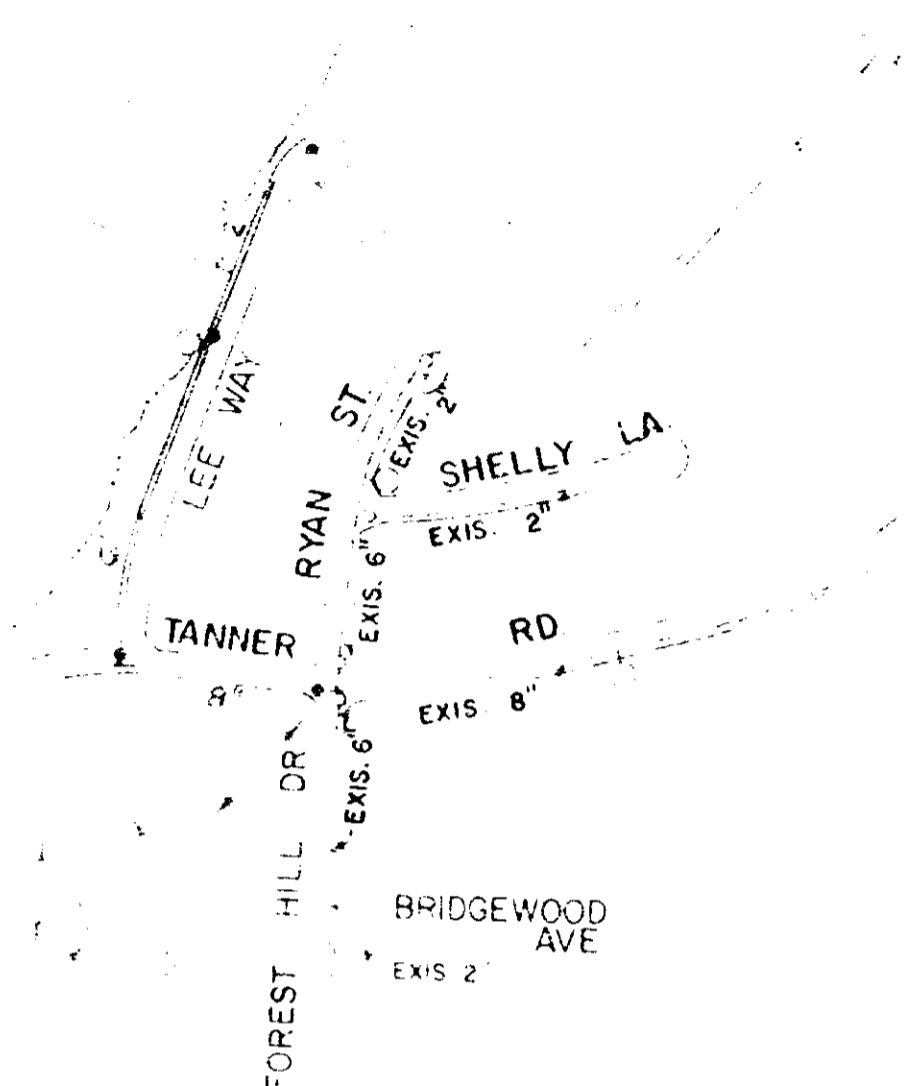 LEE WAY
RYAN ST.
EXIS. 2"
SHELLY LA.
EXIS. 2"
EXIS. 6"
TANNER RD
8"
EXIS 8"
EXIS. 6"
FOREST HILL DR
BRIDGEWOOD
AVE
EXIS 2